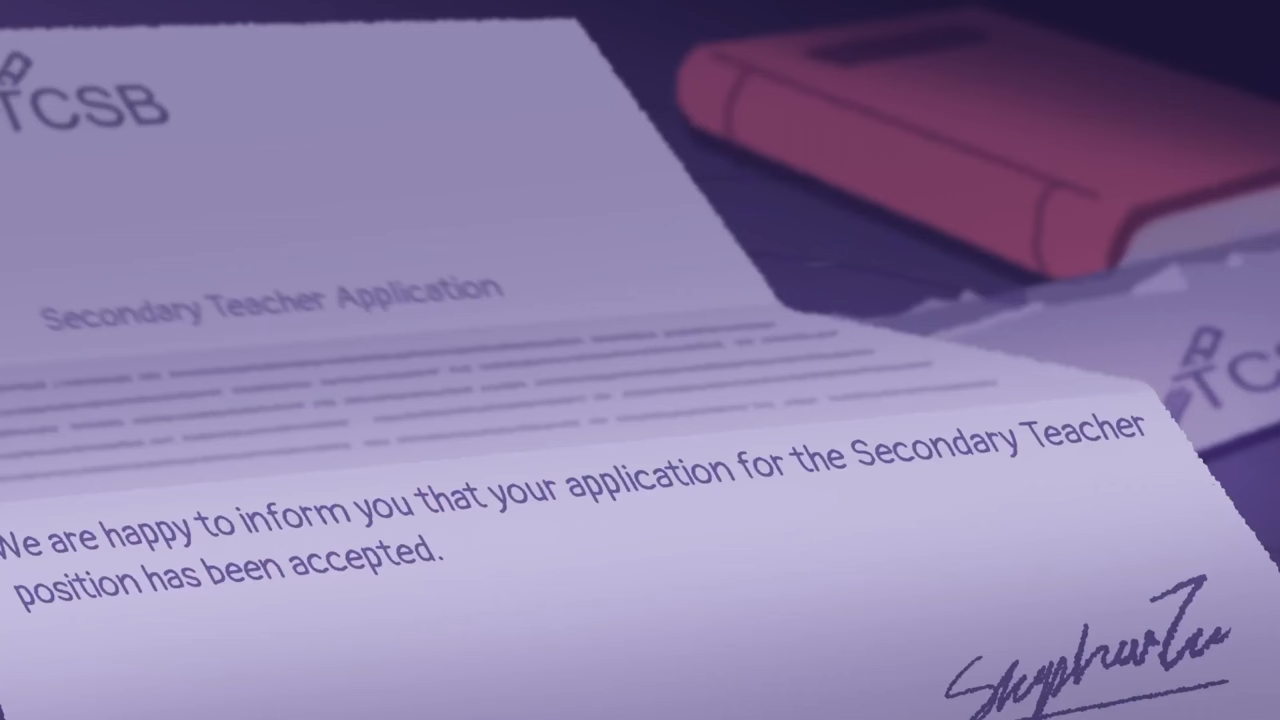 TCSB
Secondary Teacher Application
We are happy to inform you that your application for the Secondary Teacher
position has been accepted.
TC